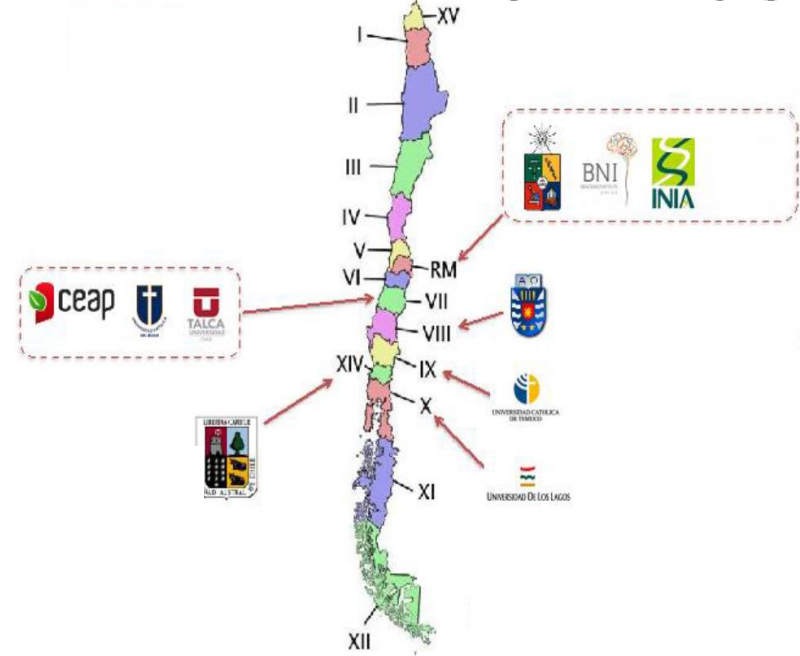 XV
I
II
III
IV
V
RM
VI
VII
VIII
XIV
IX
X
XI
XII
BNI
INIA
ceap
TALCA
UNIVERSIDAD
UNIVERSIDAD CATOLICA
DE TEMUCO
UNIVERSIDAD DE LOS LAGOS